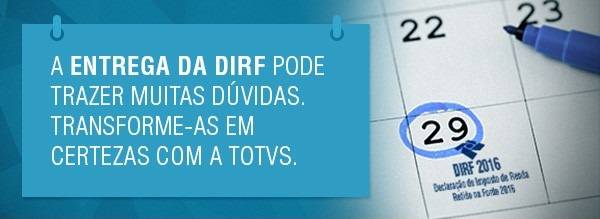 A ENTREGA DA DIRF PODE
TRAZER MUITAS DÚVIDAS.
TRANSFORME-AS EM
CERTEZAS COM A TOTVS.
22
23
29
DIRF 2016
Declaração do Imposto de Renda
Retido na Fonte 2016